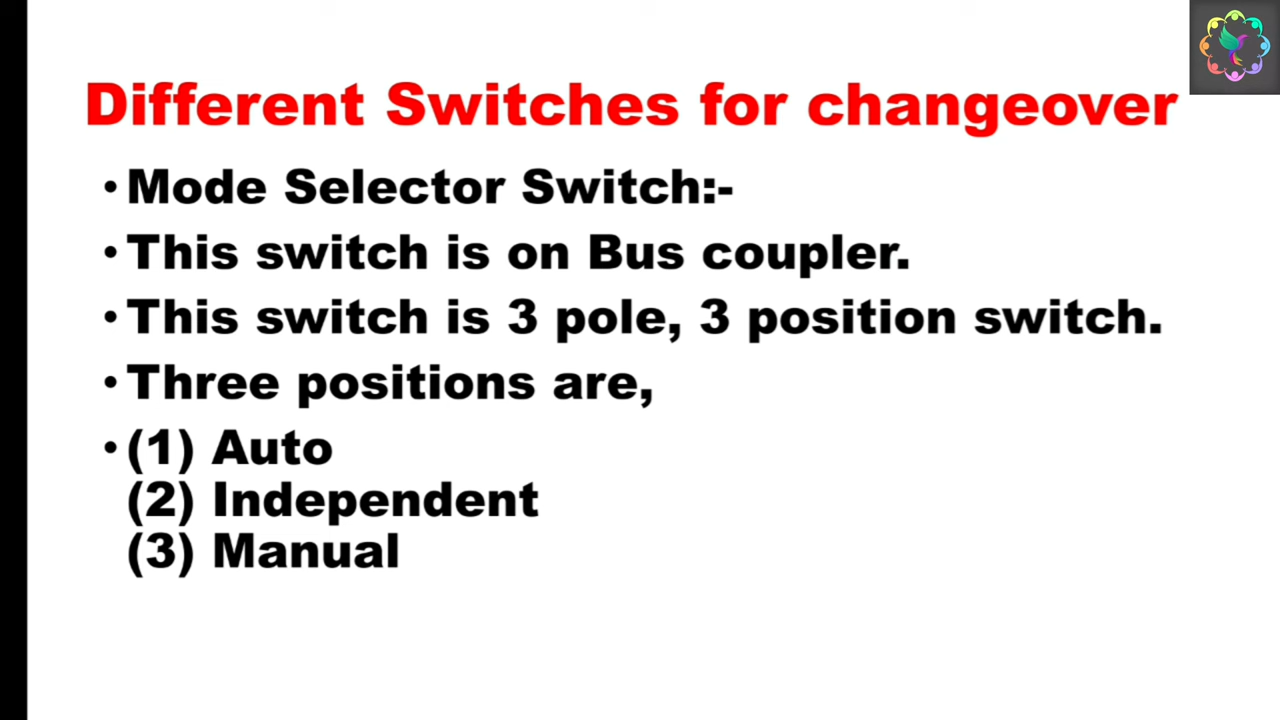 Different Switches for changeover
• Mode Selector Switch:-
• This switch is on Bus coupler.
• This switch is 3 pole, 3 position switch.
• Three positions are,
• (1) Auto
(2) Independent
(3) Manual